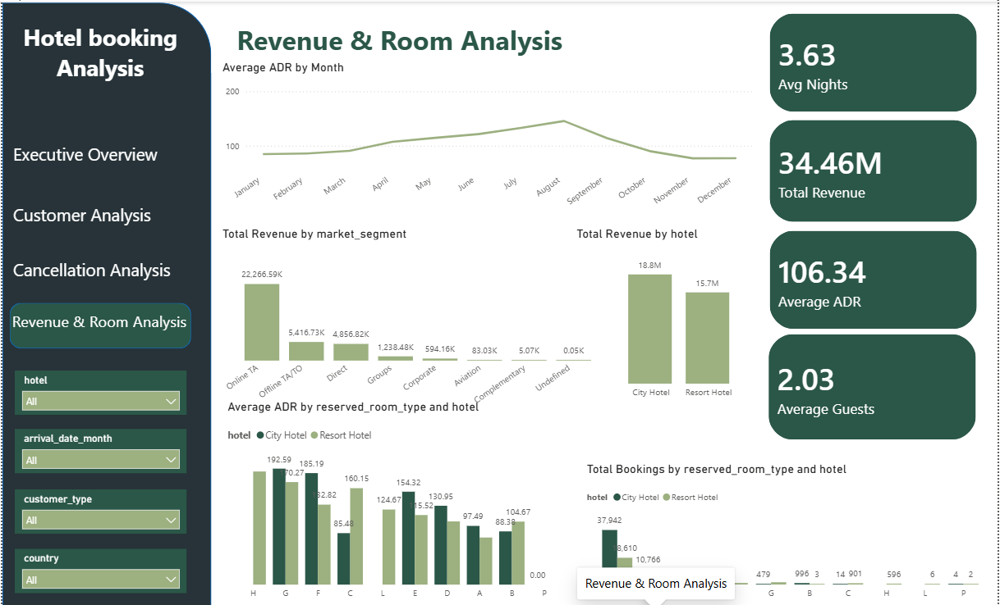 Hotel booking
Analysis
Executive Overview
Customer Analysis
Cancellation Analysis
Revenue & Room Analysis
hotel
All
arrival_date_month
All
customer_type
All
country
All
Revenue & Room Analysis
Average ADR by Month
200
100
January
February
March
April
May
June
July
August
September
October
November
December
Total Revenue by market_segment
22,266.59K
5,416.73K
4,856.82K
1,238.48K
594.16K
83.03K
5.07K
0.05K
Online TA
Offline TA/TO
Direct
Groups
Corporate
Aviation
Complementary
Undefined
Total Revenue by hotel
18.8M
15.7M
City Hotel
Resort Hotel
3.63
Avg Nights
34.46M
Total Revenue
106.34
Average ADR
2.03
Average Guests
Average ADR by reserved_room_type and hotel
hotel City Hotel Resort Hotel
192.59
170.27
185.19
85.48
160.15
124.67
154.32
115.52
130.95
97.49
88.38
104.67
0.00
H G F C L E D A B P
Total Bookings by reserved_room_type and hotel
hotel City Hotel Resort Hotel
37,942
10,766
479
996 3
14 901
596
6
4 2
G B C H L P
Revenue & Room Analysis